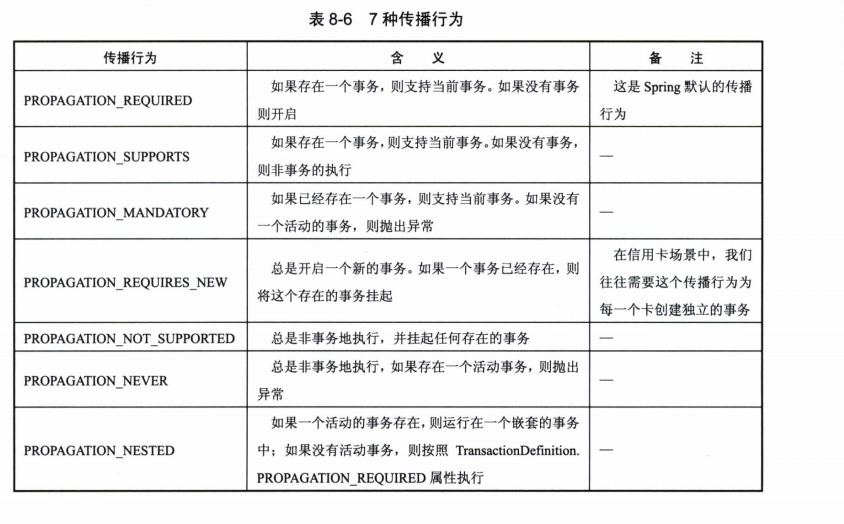 表 8-6 7 种传播行为
传播行为 含 义 备 注
PROPAGATION_REQUIRED
如果存在一个事务，则支持当前事务。如果没有事务
则开启
这是 Spring 默认的传播
行为
PROPAGATION_SUPPORTS
如果存在一个事务，则支持当前事务。如果没有事务，
则非事务的执行
—
PROPAGATION_MANDATORY
如果已经存在一个事务，则支持当前事务。如果没有
一个活动的事务，则抛出异常
—
PROPAGATION_REQUIRES_NEW
总是开启一个新的事务。如果一个事务已经存在，则
将这个存在的事务挂起
在信用卡场景中，我们
往往需要这个传播行为为
每一个卡创建独立的事务
PROPAGATION_NOT_SUPPORTED
总是非事务地执行，并挂起任何存在的事务
—
PROPAGATION_NEVER
总是非事务地执行，如果存在一个活动事务，则抛出
异常
—
PROPAGATION_NESTED
如果一个活动的事务存在，则运行在一个嵌套的事务
中；如果没有活动事务，则按照 TransactionDefinition.
PROPAGATION_REQUIRED 属性执行
—